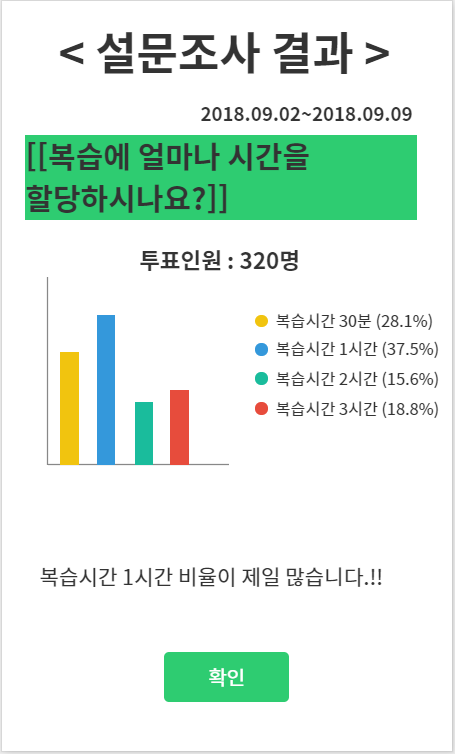 < 설문조사 결과 >
2018.09.02~2018.09.09
[[복습에 얼마나 시간을
할당하시나요?]]
투표인원 : 320명
복습시간 30분 (28.1%)
복습시간 1시간 (37.5%)
복습시간 2시간 (15.6%)
복습시간 3시간 (18.8%)
복습시간 1시간 비율이 제일 많습니다.!!
확인